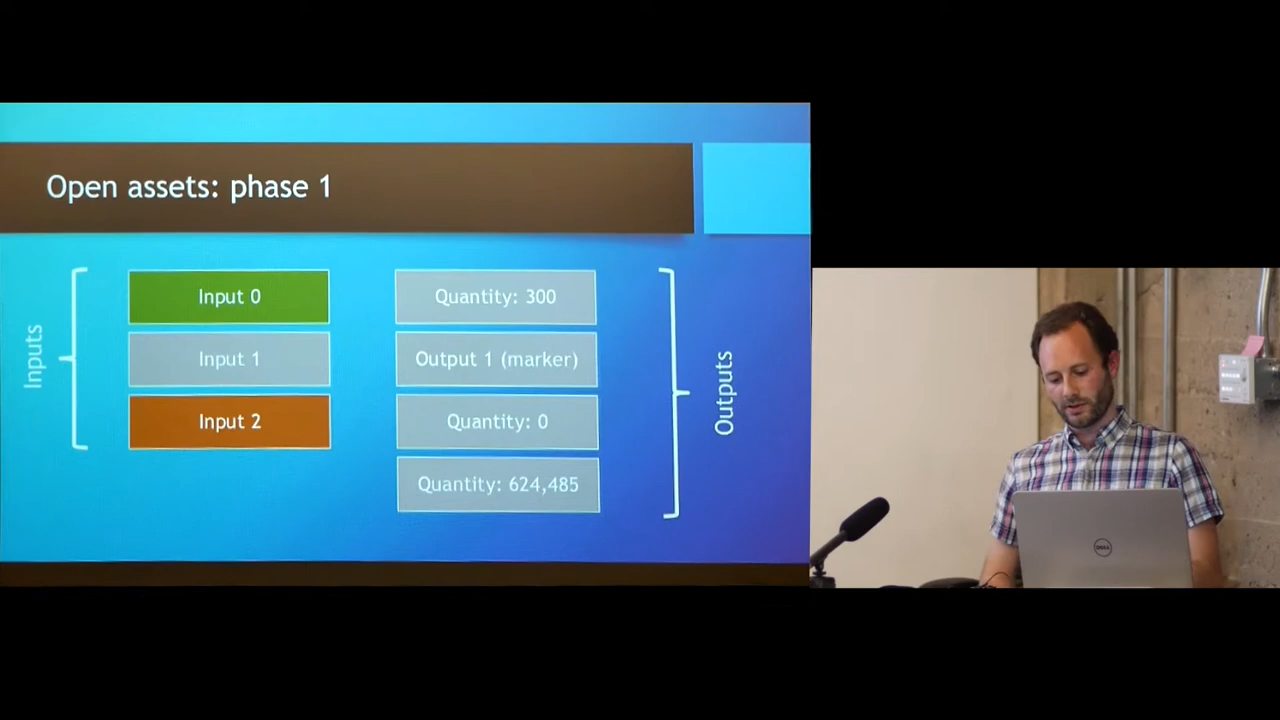 Open assets: phase 1
Inputs
Input 0
Input 1
Input 2
Quantity: 300
Output 1 (marker)
Quantity: 0
Quantity: 624,485
Outputs
DELL